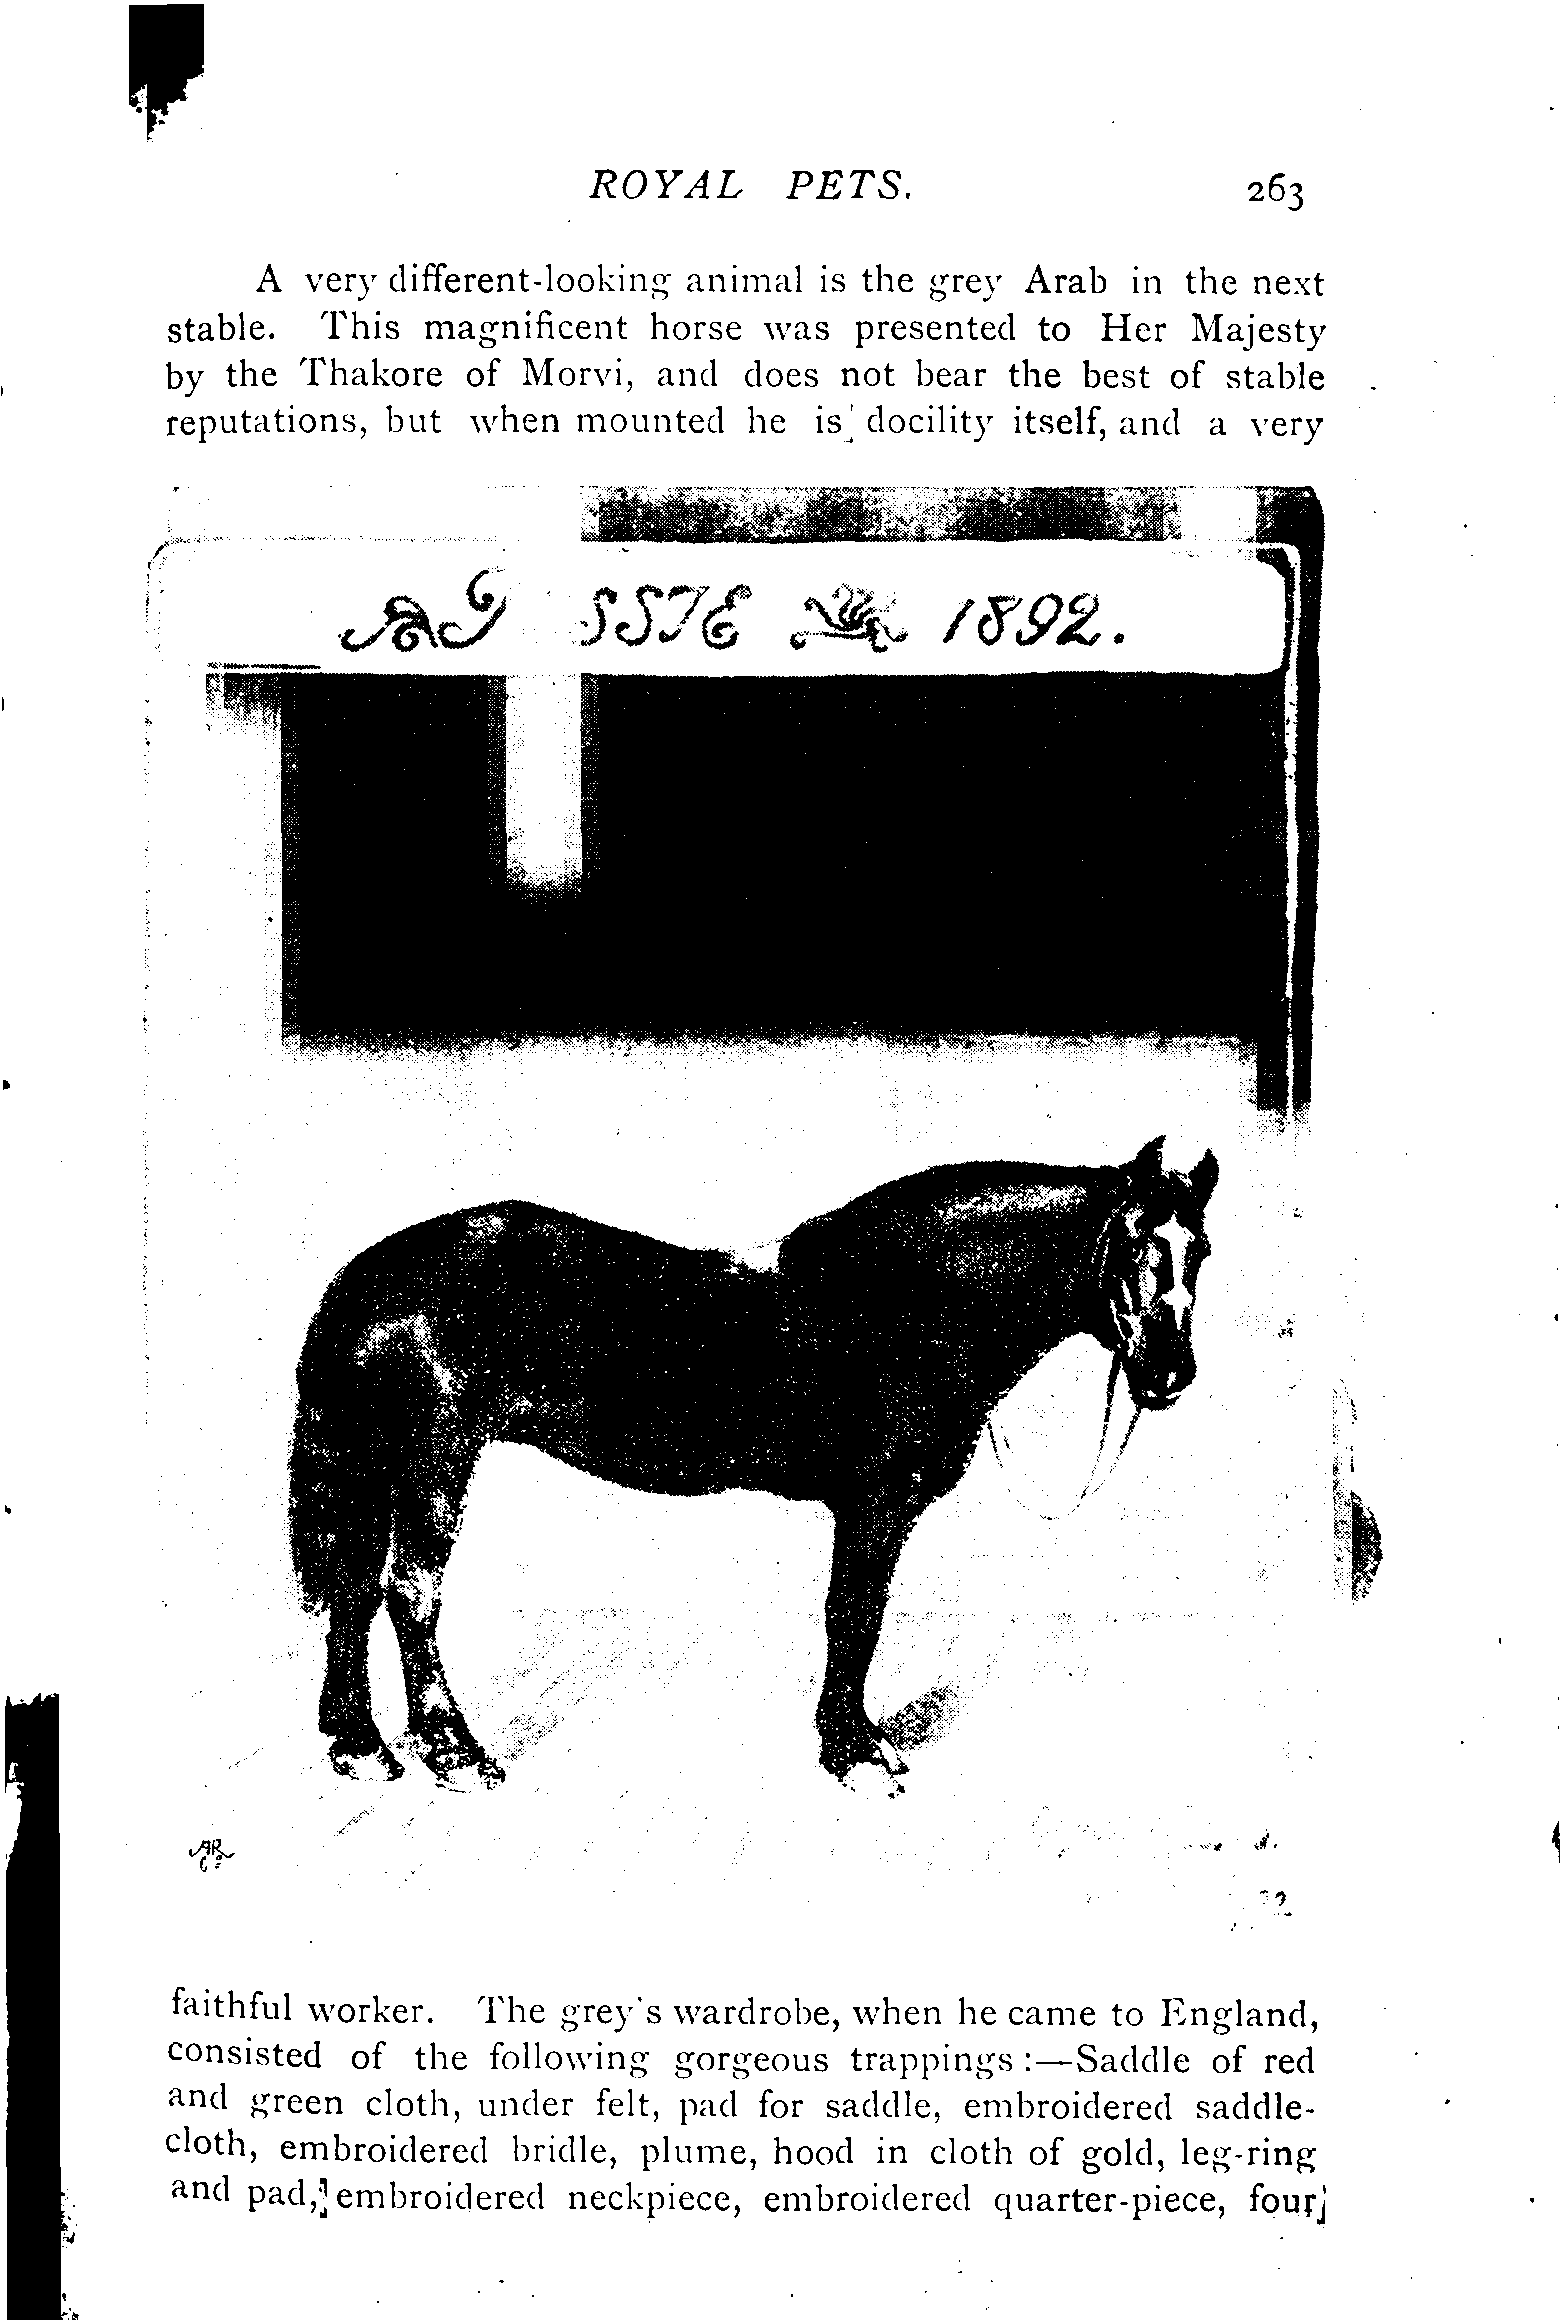 ROYAL PETS. 263
A very different-looking animal is the grey Arab in the next
stable. This magnificent horse was presented to Her Majesty
by the Thakore of Morvi, and does not bear the best of stable
reputations, but when mounted he is docility itself, and a very
1892.
faithful worker. The grey's wardrobe, when he came to England,
consisted of the following gorgeous trappings :—Saddle of red
and green cloth, under felt, pad for saddle, embroidered saddle-
cloth, embroidered bridle, plume, hood in cloth of gold, leg-ring
and pad, embroidered neckpiece, embroidered quarter-piece, four